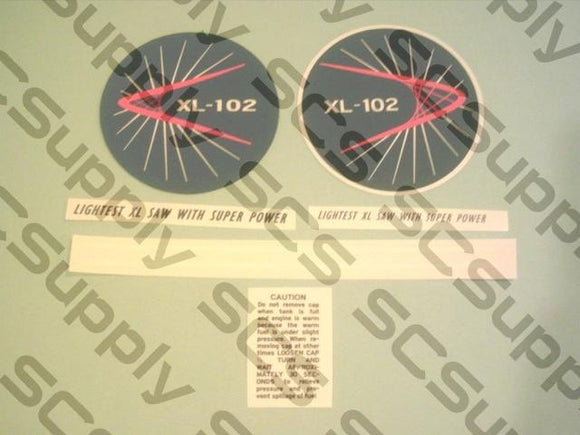 XL-102
XL-102
LIGHTEST XL SAW WITH SUPER POWER
LIGHTEST XL SAW WITH SUPER POWER
CAUTION
Do not remove cap
when tank is full
and engine is warm
because the warm
fuel is under slight
pressure. When re-
moving cap at other
times LOOSEN CAP
TURN AND
WAIT APPROXI-
MATELY 30 SEC-
ONDS to relieve
pressure and pre-
vent spillage of fuel.
SCSupply
SCSupply
SCSupply
SCSupply